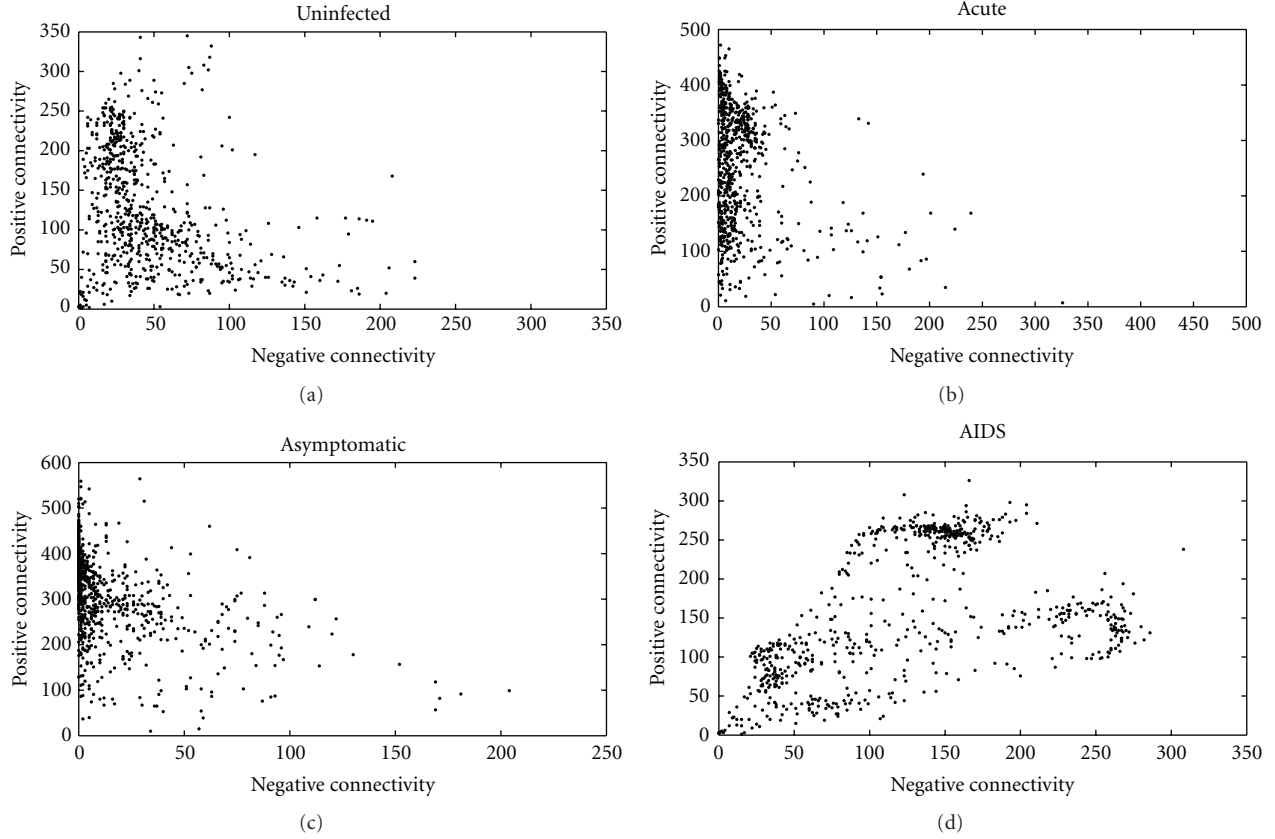 Uninfected
Positive connectivity
350
300
250
200
150
100
50
0
0 50 100 150 200 250 300 350
Negative connectivity
(a)
Acute
Positive connectivity
500
400
300
200
100
0
0 50 100 150 200 250 300 350 400 450 500
Negative connectivity
(b)
Asymptomatic
Positive connectivity
600
500
400
300
200
100
0
0 50 100 150 200 250
Negative connectivity
(c)
AIDS
Positive connectivity
350
300
250
200
150
100
50
0
0 50 100 150 200 250 300 350
Negative connectivity
(d)